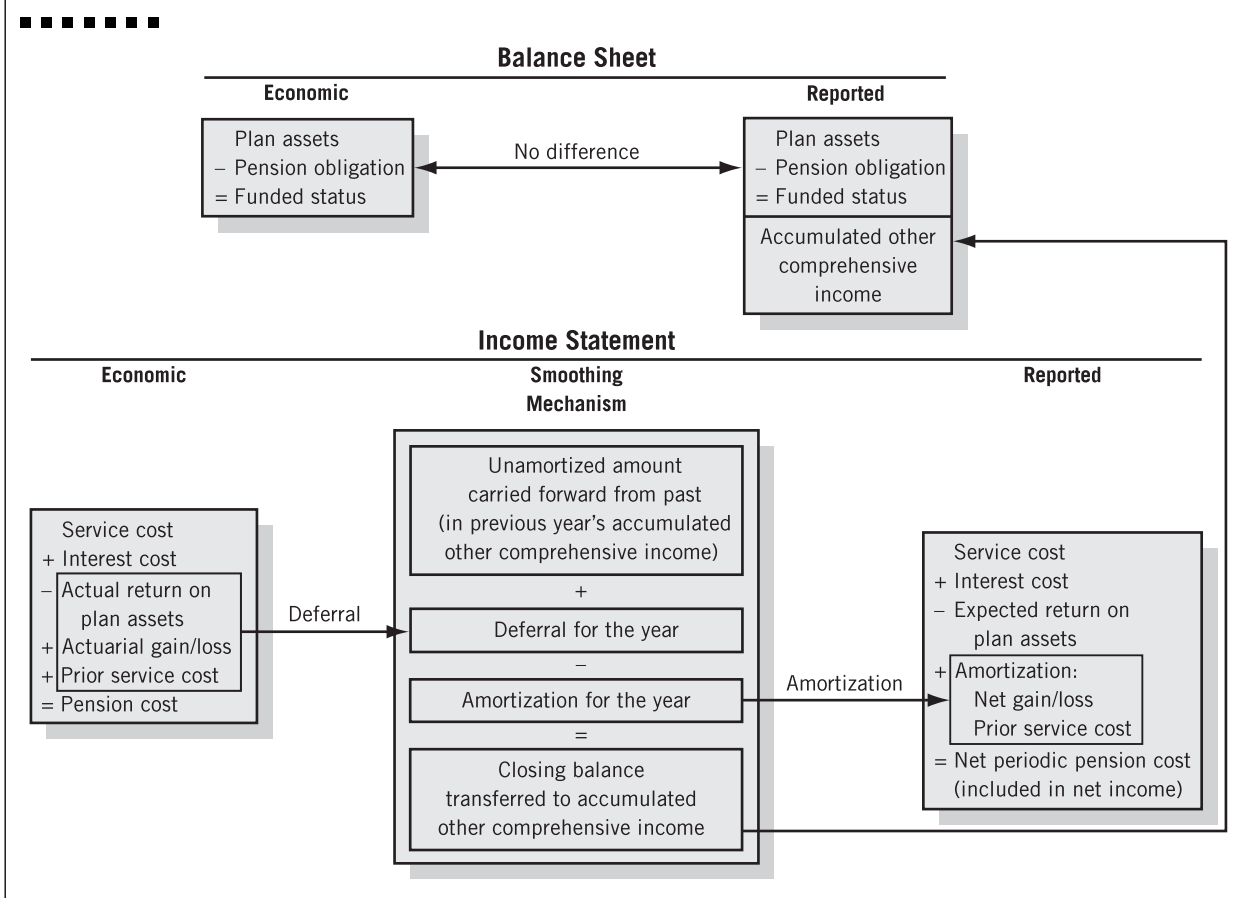 Balance Sheet
Economic
Reported
Plan assets
– Pension obligation
= Funded status
No difference
Plan assets
– Pension obligation
= Funded status
Accumulated other
comprehensive
income
Income Statement
Economic
Smoothing
Mechanism
Reported
Service cost
+ Interest cost
– Actual return on
plan assets
+ Actuarial gain/loss
+ Prior service cost
= Pension cost
Deferral
Unamortized amount
carried forward from past
(in previous year's accumulated
other comprehensive income)
+
Deferral for the year
–
Amortization for the year
=
Closing balance
transferred to accumulated
other comprehensive income
Amortization
Service cost
+ Interest cost
– Expected return on
plan assets
+ Amortization:
Net gain/loss
Prior service cost
= Net periodic pension cost
(included in net income)